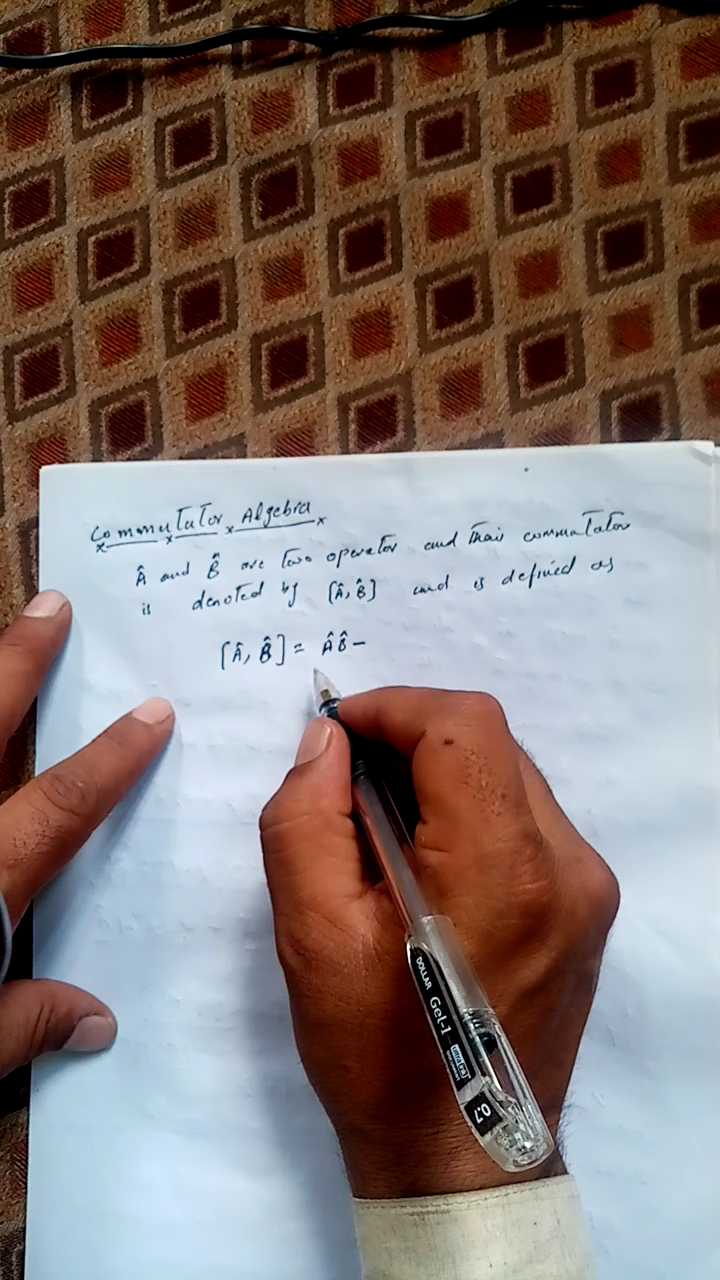 Commutator Algebra
Â and B̂ are two operator and their commutator
is denoted by [Â, B̂] and is defined as
[Â, B̂] = ÂB̂ -
DOLLAR Gel-1
0.7